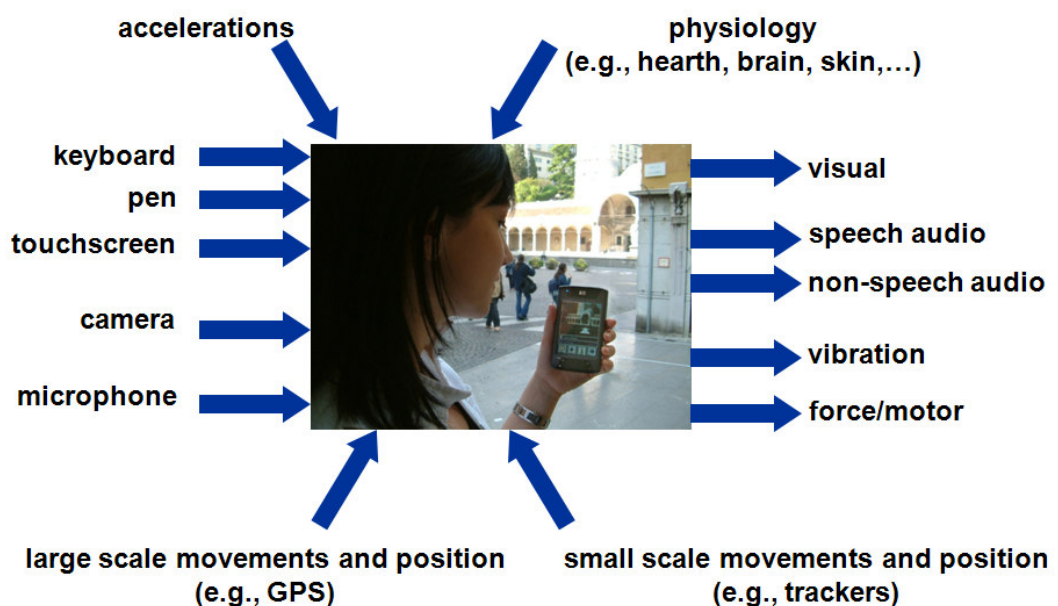 accelerations
physiology
(e.g., hearth, brain, skin,…)
keyboard
pen
touchscreen
camera
microphone
visual
speech audio
non-speech audio
vibration
force/motor
large scale movements and position
(e.g., GPS)
small scale movements and position
(e.g., trackers)